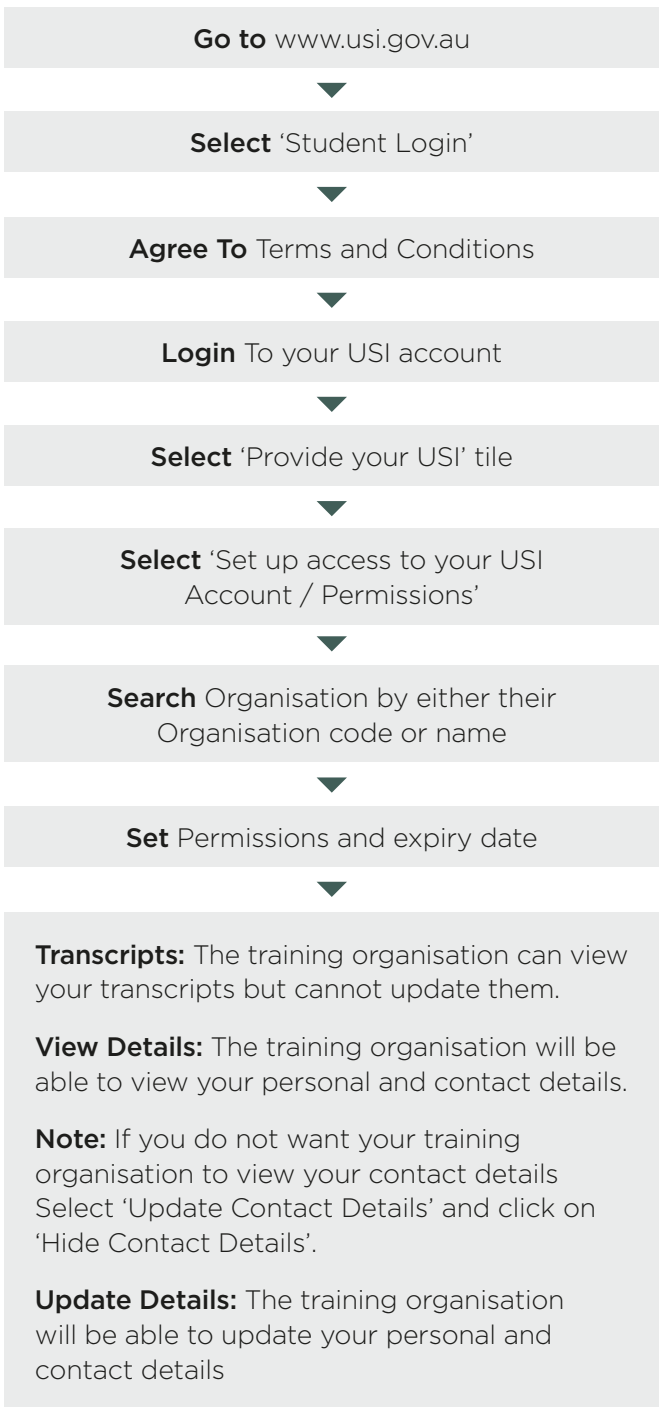 Go to www.usi.gov.au
Select ‘Student Login’
Agree To Terms and Conditions
Login To your USI account
Select ‘Provide your USI’ tile
Select ‘Set up access to your USI
Account / Permissions’
Search Organisation by either their
Organisation code or name
Set Permissions and expiry date
Transcripts: The training organisation can view
your transcripts but cannot update them.
View Details: The training organisation will be
able to view your personal and contact details.
Note: If you do not want your training
organisation to view your contact details
Select ‘Update Contact Details’ and click on
‘Hide Contact Details’.
Update Details: The training organisation
will be able to update your personal and
contact details